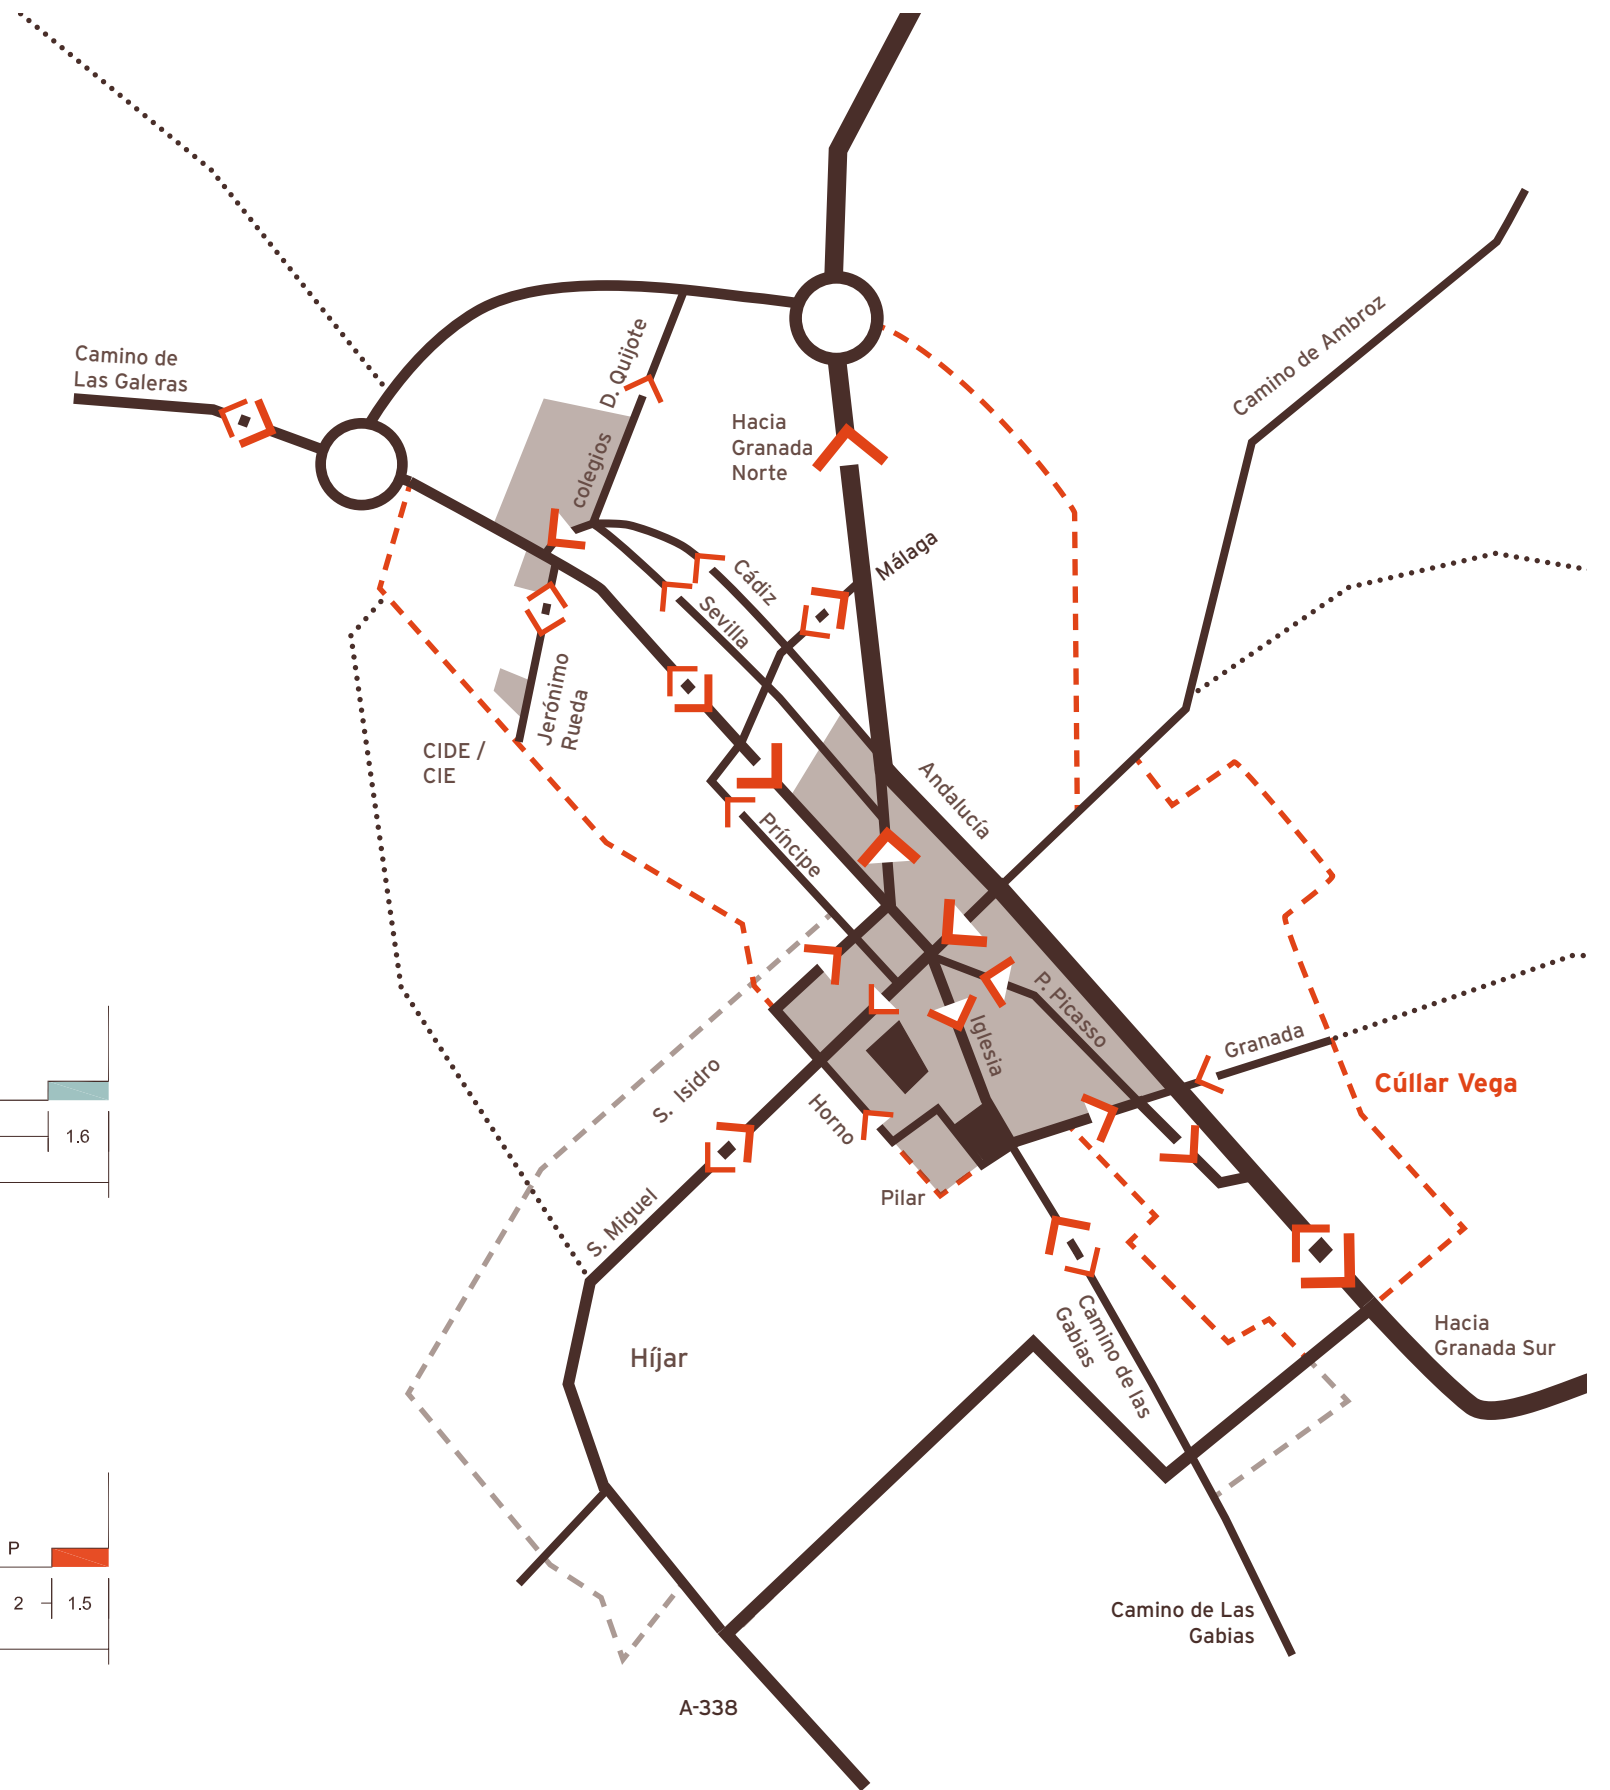 Camino de
Las Galeras
D. Quijote
colegios
Hacia
Granada
Norte
Camino de Ambroz
Málaga
Cádiz
Sevilla
Jerónimo
Rueda
CIDE /
CIE
Andalucía
Príncipe
P. Picasso
Iglesia
Granada
Cúllar Vega
S. Isidro
Horno
Pilar
S. Miguel
1.6
Híjar
Camino de las
Gabias
Hacia
Granada Sur
P
2
1.5
Camino de Las
Gabias
A-338